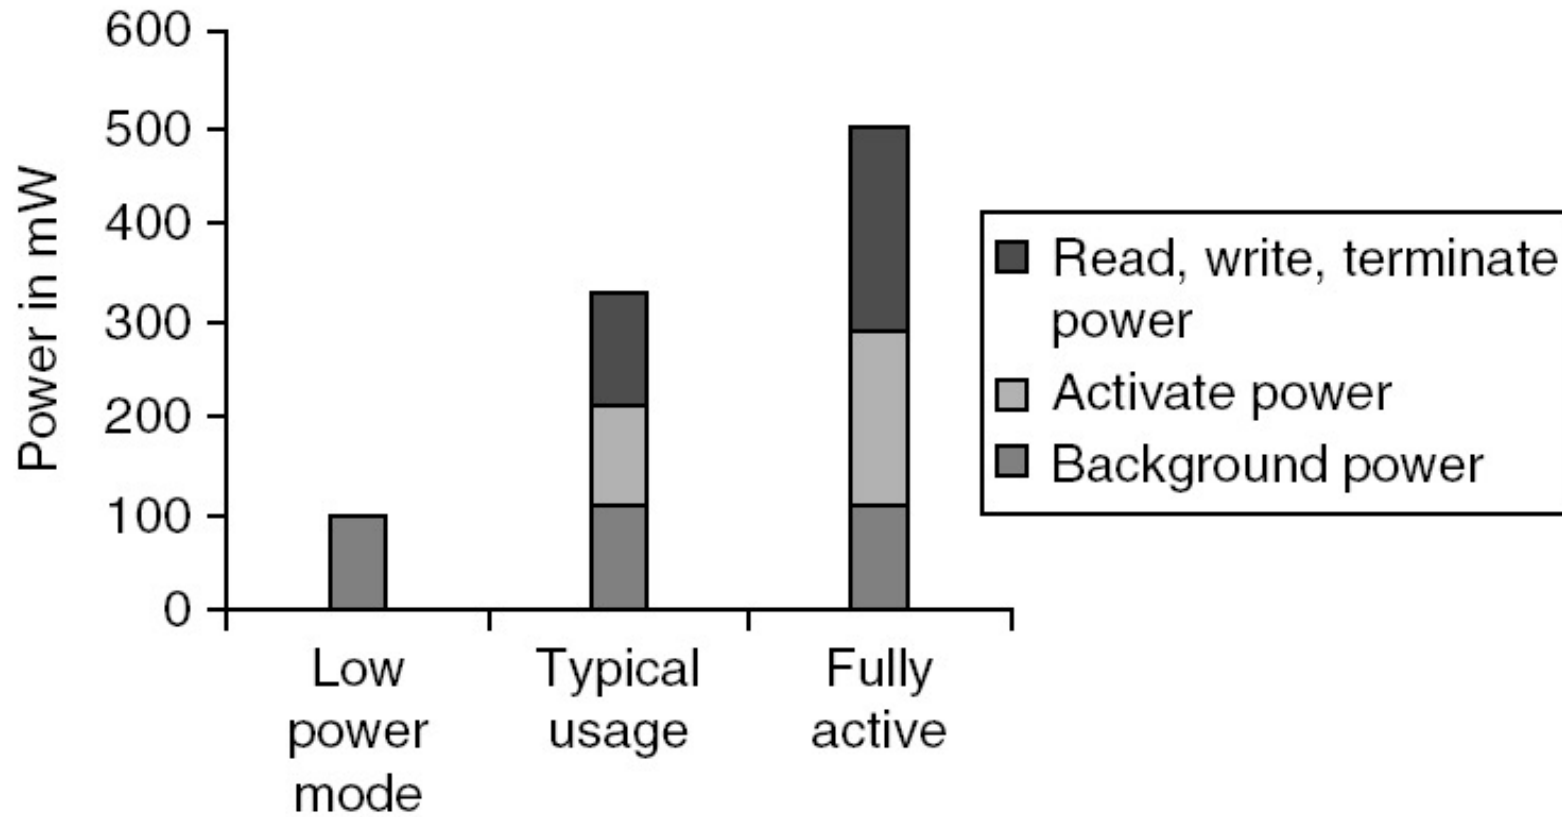 600
500
400
300
200
100
0
Power in mW
Low
power
mode
Typical
usage
Fully
active
Read, write, terminate
power
Activate power
Background power